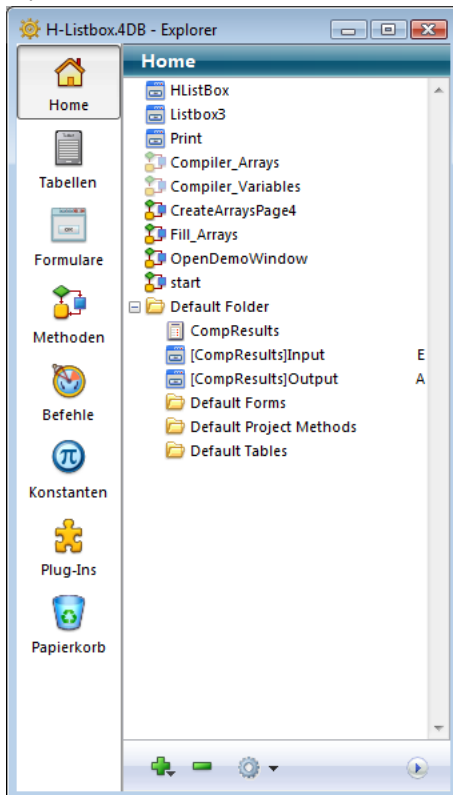 H-Listbox.4DB - Explorer
Home
Tabellen
Formulare
Methoden
Befehle
Konstanten
Plug-Ins
Papierkorb
Home
HListBox
Listbox3
Print
Compiler_Arrays
Compiler_Variables
CreateArraysPage4
Fill_Arrays
OpenDemoWindow
start
Default Folder
CompResults
[CompResults]Input E
[CompResults]Output A
Default Forms
Default Project Methods
Default Tables